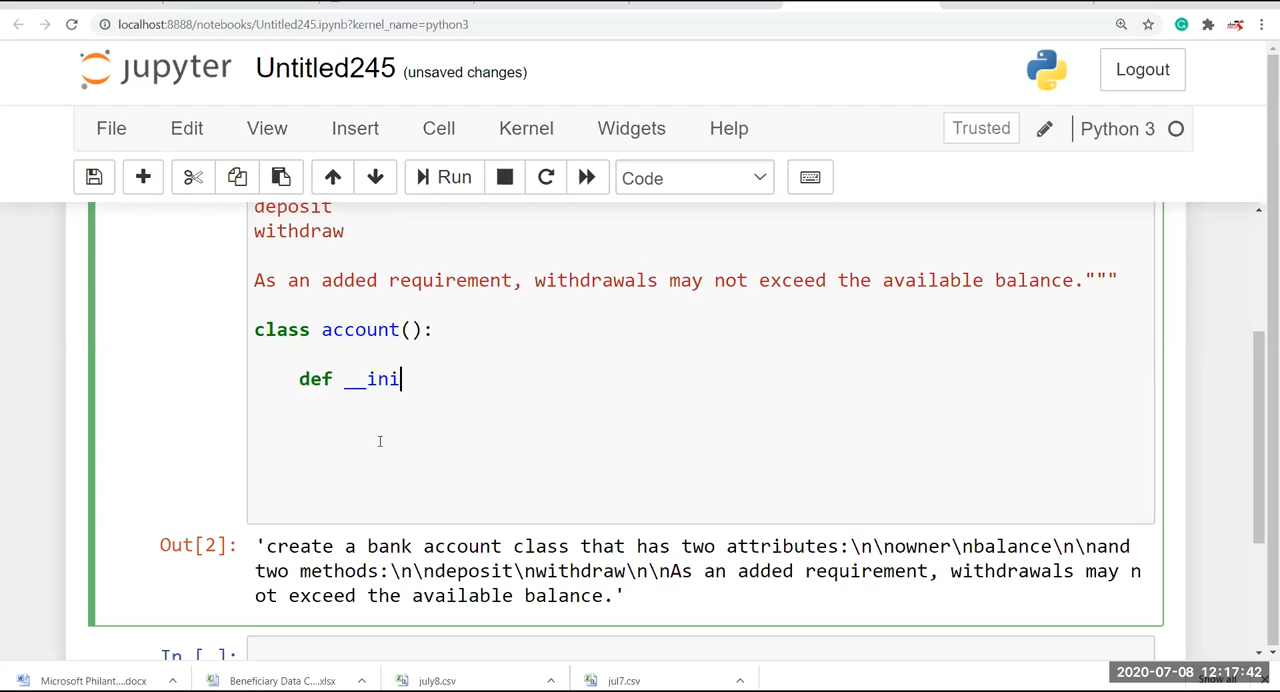 localhost:8888/notebooks/Untitled245.ipynb?kernel_name=python3
jupyter Untitled245 (unsaved changes)
Logout
File Edit View Insert Cell Kernel Widgets Help Trusted Python 3
Run Code
deposit
withdraw
As an added requirement, withdrawals may not exceed the available balance."""
class account():
def __ini
Out[2]: 'create a bank account class that has two attributes:\n\nowner\nbalance\n\nand
two methods:\n\ndeposit\nwithdraw\n\nAs an added requirement, withdrawals may n
ot exceed the available balance.'
In [ ]:
Microsoft Philant....docx Beneficiary Data C....xlsx july8.csv jul7.csv Show all
2020-07-08 12:17:42